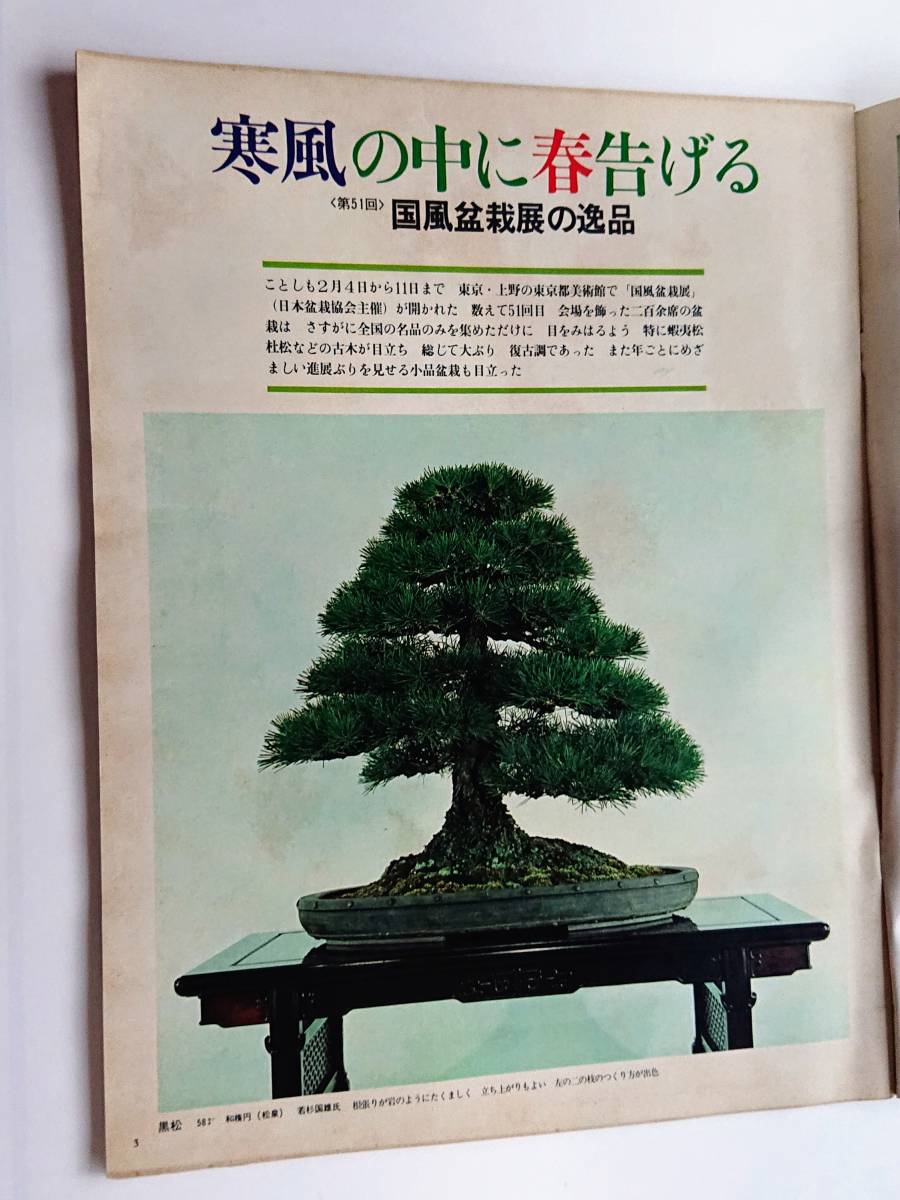 寒風の中に春告げる
〈第51回〉国風盆栽展の逸品
ことしも2月4日から11日まで　東京・上野の東京都美術館で「国風盆栽展」
（日本盆栽協会主催）が開かれた　数えて51回目　会場を飾った二百余席の盆
栽は　さすがに全国の名品のみを集めただけに　目をみはるよう　特に蝦夷松
杜松などの古木が目立ち　総じて大ぶり　復古調であった　また年ごとにめざ
ましい進展ぶりを見せる小品盆栽も目立った
黒松　58㌢　和楕円（松泉）　若杉国雄氏　根張りが岩のようにたくましく　立ち上がりもよい　左の二の枝のつくり方が出色
3